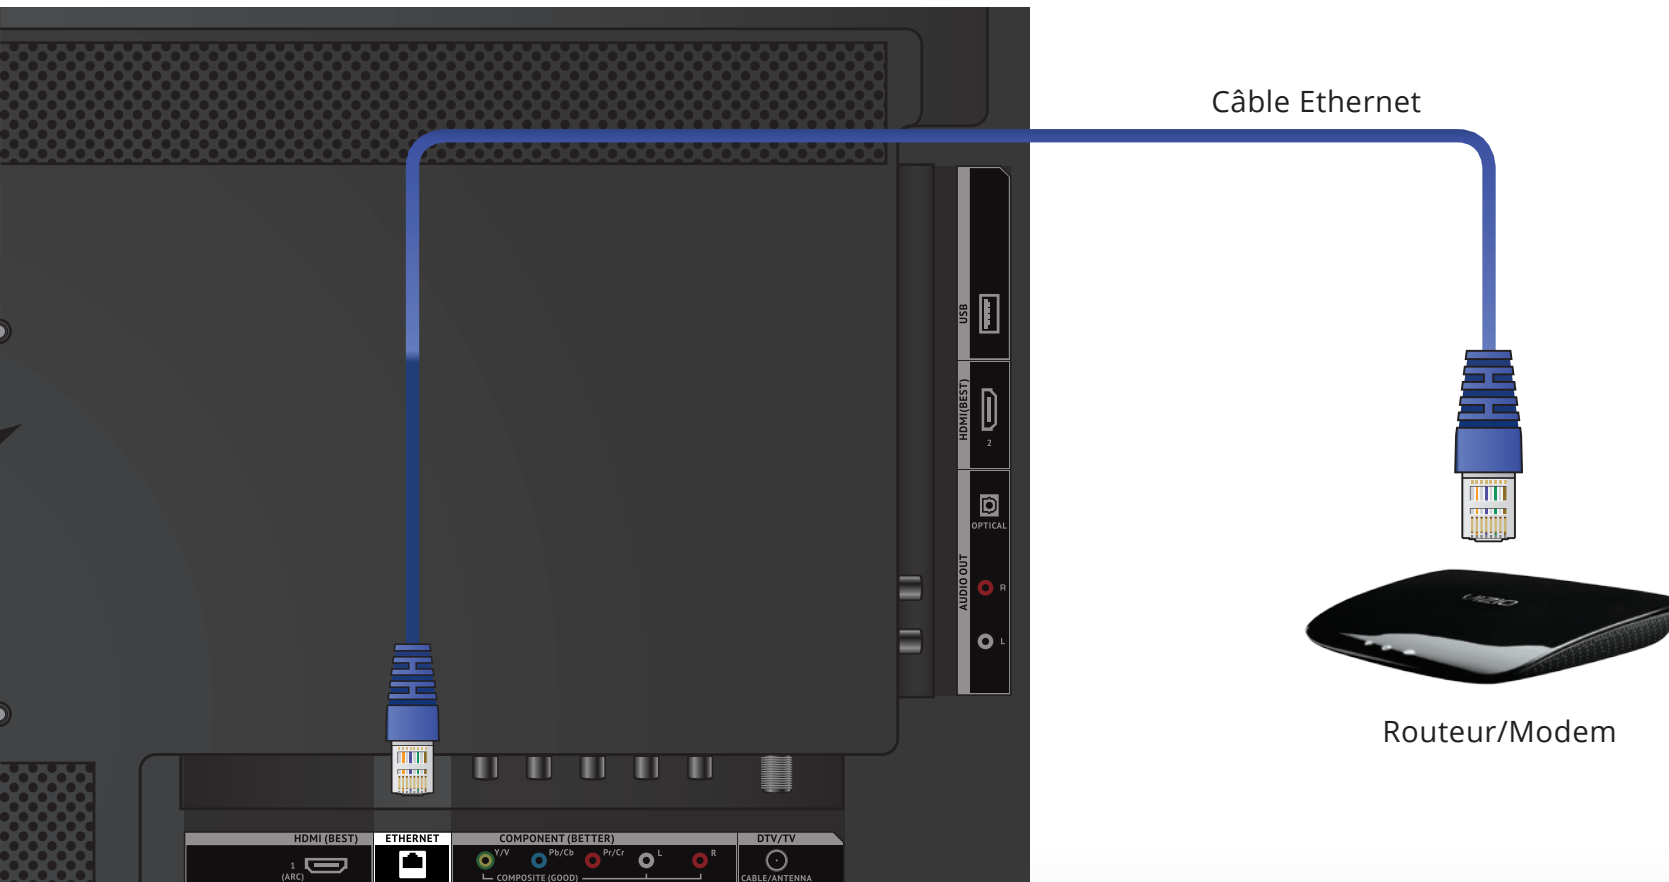 Câble Ethernet
USB
HDMI(BEST)
2
OPTICAL
AUDIO OUT
R
L
VIZIO
Routeur/Modem
HDMI (BEST)
ETHERNET
COMPONENT (BETTER)
DTV/TV
1
(ARC)
Y/V
Pb/Cb
Pr/Cr
L
R
COMPOSITE (GOOD)
CABLE/ANTENNA